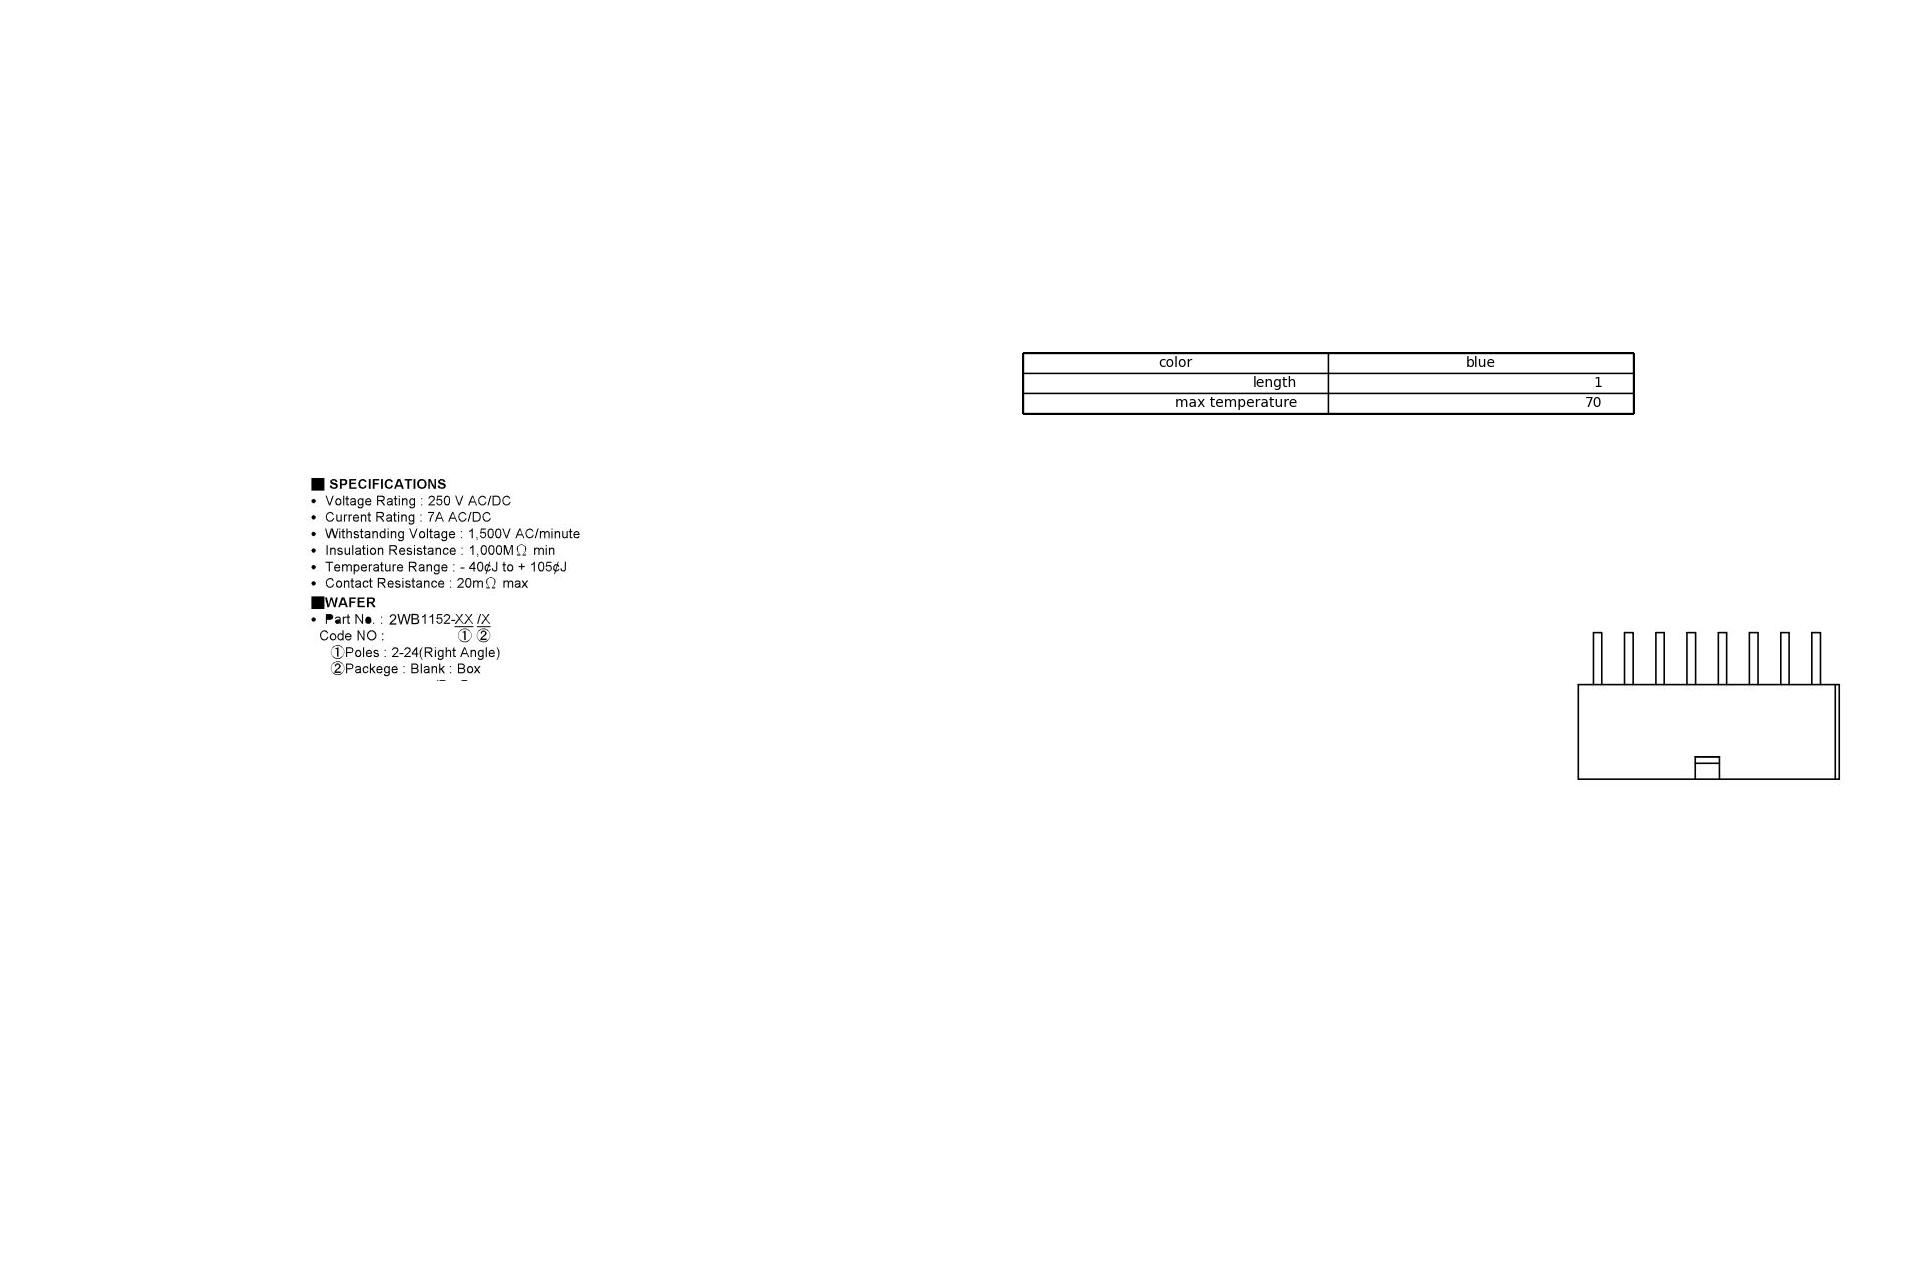 color blue
length 1
max temperature 70
■ SPECIFICATIONS
• Voltage Rating : 250 V AC/DC
• Current Rating : 7A AC/DC
• Withstanding Voltage : 1,500V AC/minute
• Insulation Resistance : 1,000MΩ min
• Temperature Range : - 40¢J to + 105¢J
• Contact Resistance : 20mΩ max
■WAFER
• Part No. : 2WB1152-XX /X
Code NO : ① ②
①Poles : 2-24(Right Angle)
②Packege : Blank : Box